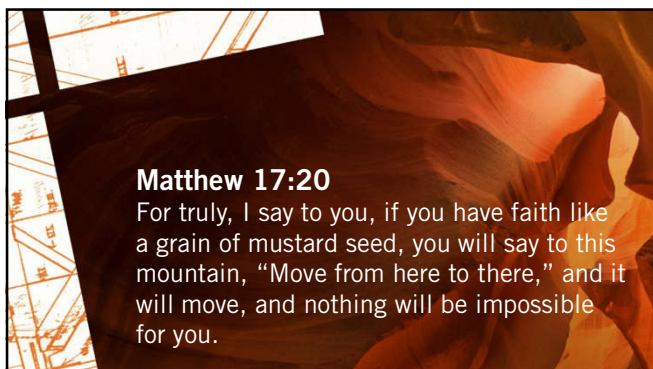 Matthew 17:20
For truly, I say to you, if you have faith like
a grain of mustard seed, you will say to this
mountain, “Move from here to there,” and it
will move, and nothing will be impossible
for you.